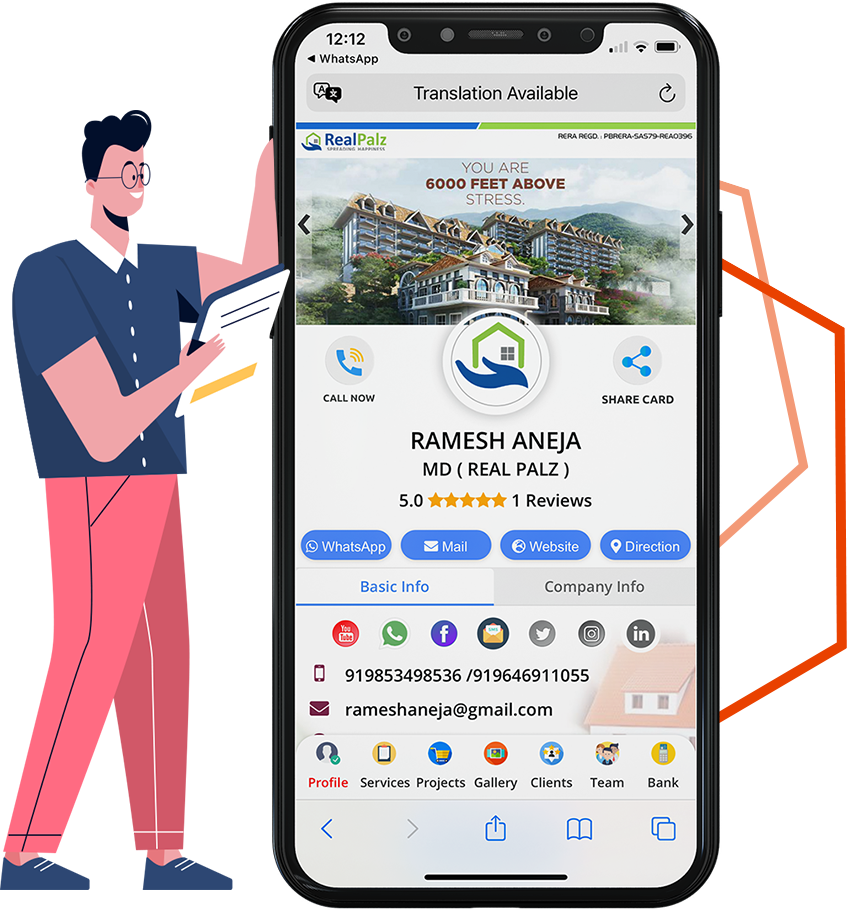 12:12
WhatsApp
Translation Available
RealPalz
SPREADING HAPPINESS
RERA REGD.: PBRERA-SAS79-REA0396
YOU ARE
6000 FEET ABOVE
STRESS.
CALL NOW
SHARE CARD
RAMESH ANEJA
MD ( REAL PALZ )
5.0 1 Reviews
WhatsApp Mail Website Direction
Basic Info Company Info
You
Tube
SMS
919853498536 /919646911055
rameshaneja@gmail.com
Profile Services Projects Gallery Clients Team Bank